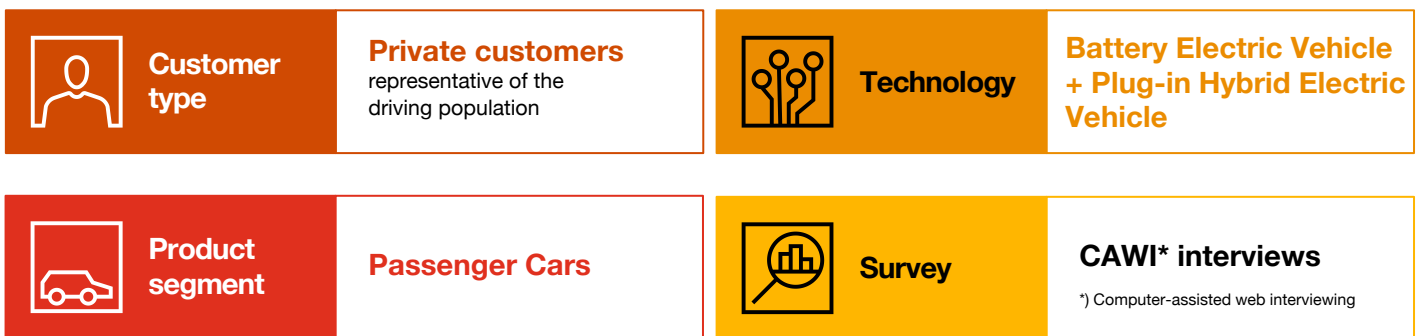 Customer
type
Private customers
representative of the
driving population
Technology
Battery Electric Vehicle
+ Plug-in Hybrid Electric
Vehicle
Product
segment
Passenger Cars
Survey
CAWI* interviews
*) Computer-assisted web interviewing